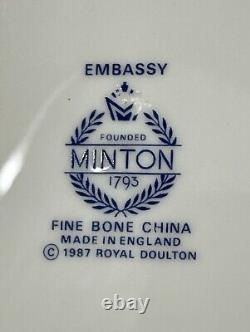 EMBASSY
FOUNDED
MINTON
1793
FINE BONE CHINA
MADE IN ENGLAND
© 1987 ROYAL DOULTON